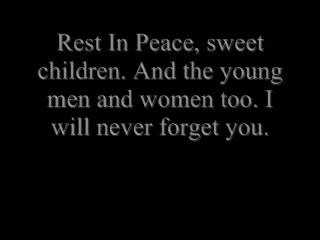 Rest In Peace, sweet
children. And the young
men and women too. I
will never forget you.